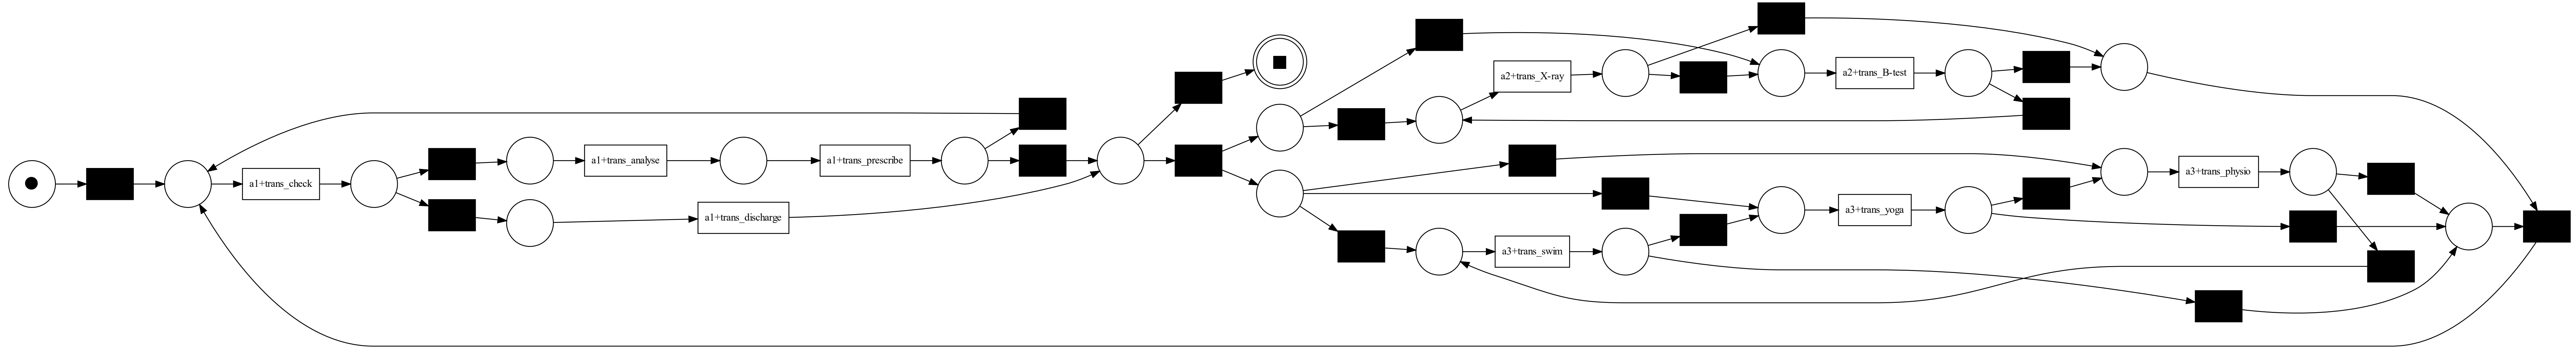 a1+trans_check
a1+trans_analyse
a1+trans_prescribe
a1+trans_discharge
a2+trans_X-ray
a2+trans_B-test
a3+trans_physio
a3+trans_yoga
a3+trans_swim